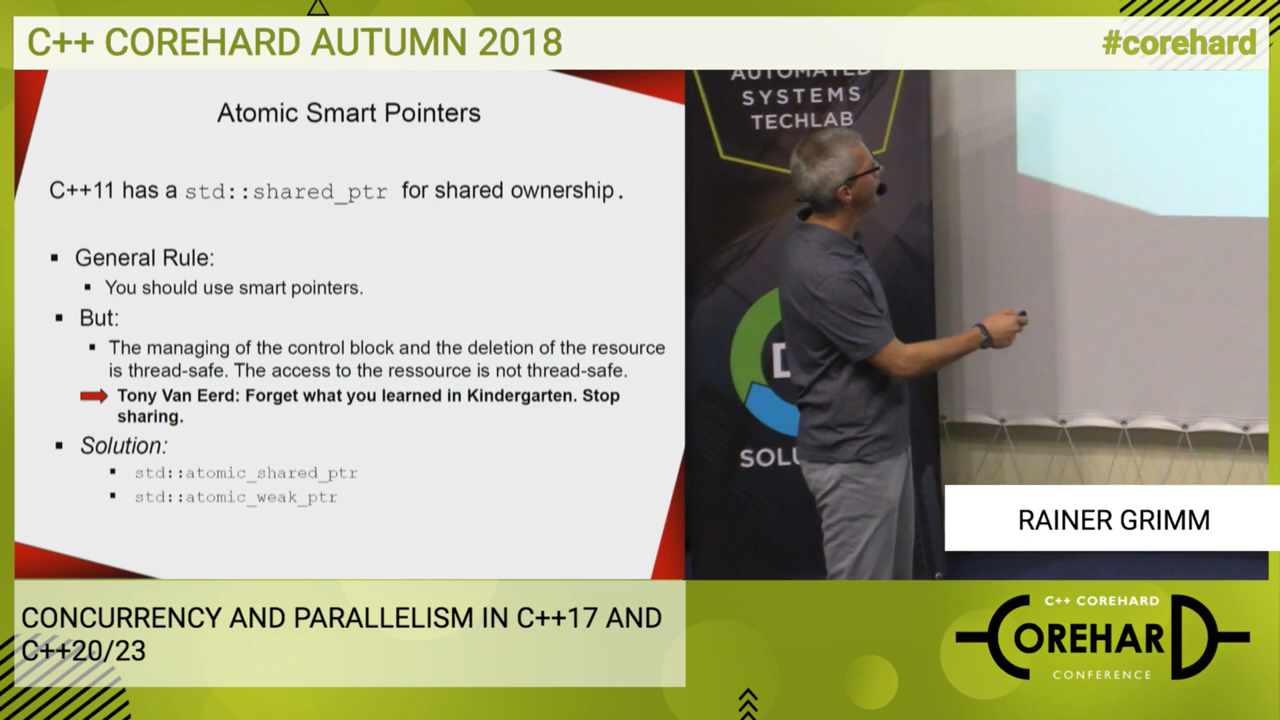 C++ COREHARD AUTUMN 2018
#corehard
Atomic Smart Pointers
C++11 has a std::shared_ptr for shared ownership.
▪ General Rule:
▪ You should use smart pointers.
▪ But:
▪ The managing of the control block and the deletion of the resource
is thread-safe. The access to the ressource is not thread-safe.
Tony Van Eerd: Forget what you learned in Kindergarten. Stop
sharing.
▪ Solution:
▪ std::atomic_shared_ptr
▪ std::atomic_weak_ptr
AUTOMATED
SYSTEMS
TECHLAB
D
SOLU
RAINER GRIMM
CONCURRENCY AND PARALLELISM IN C++17 AND
C++20/23
C++ COREHARD
COREHARD
CONFERENCE